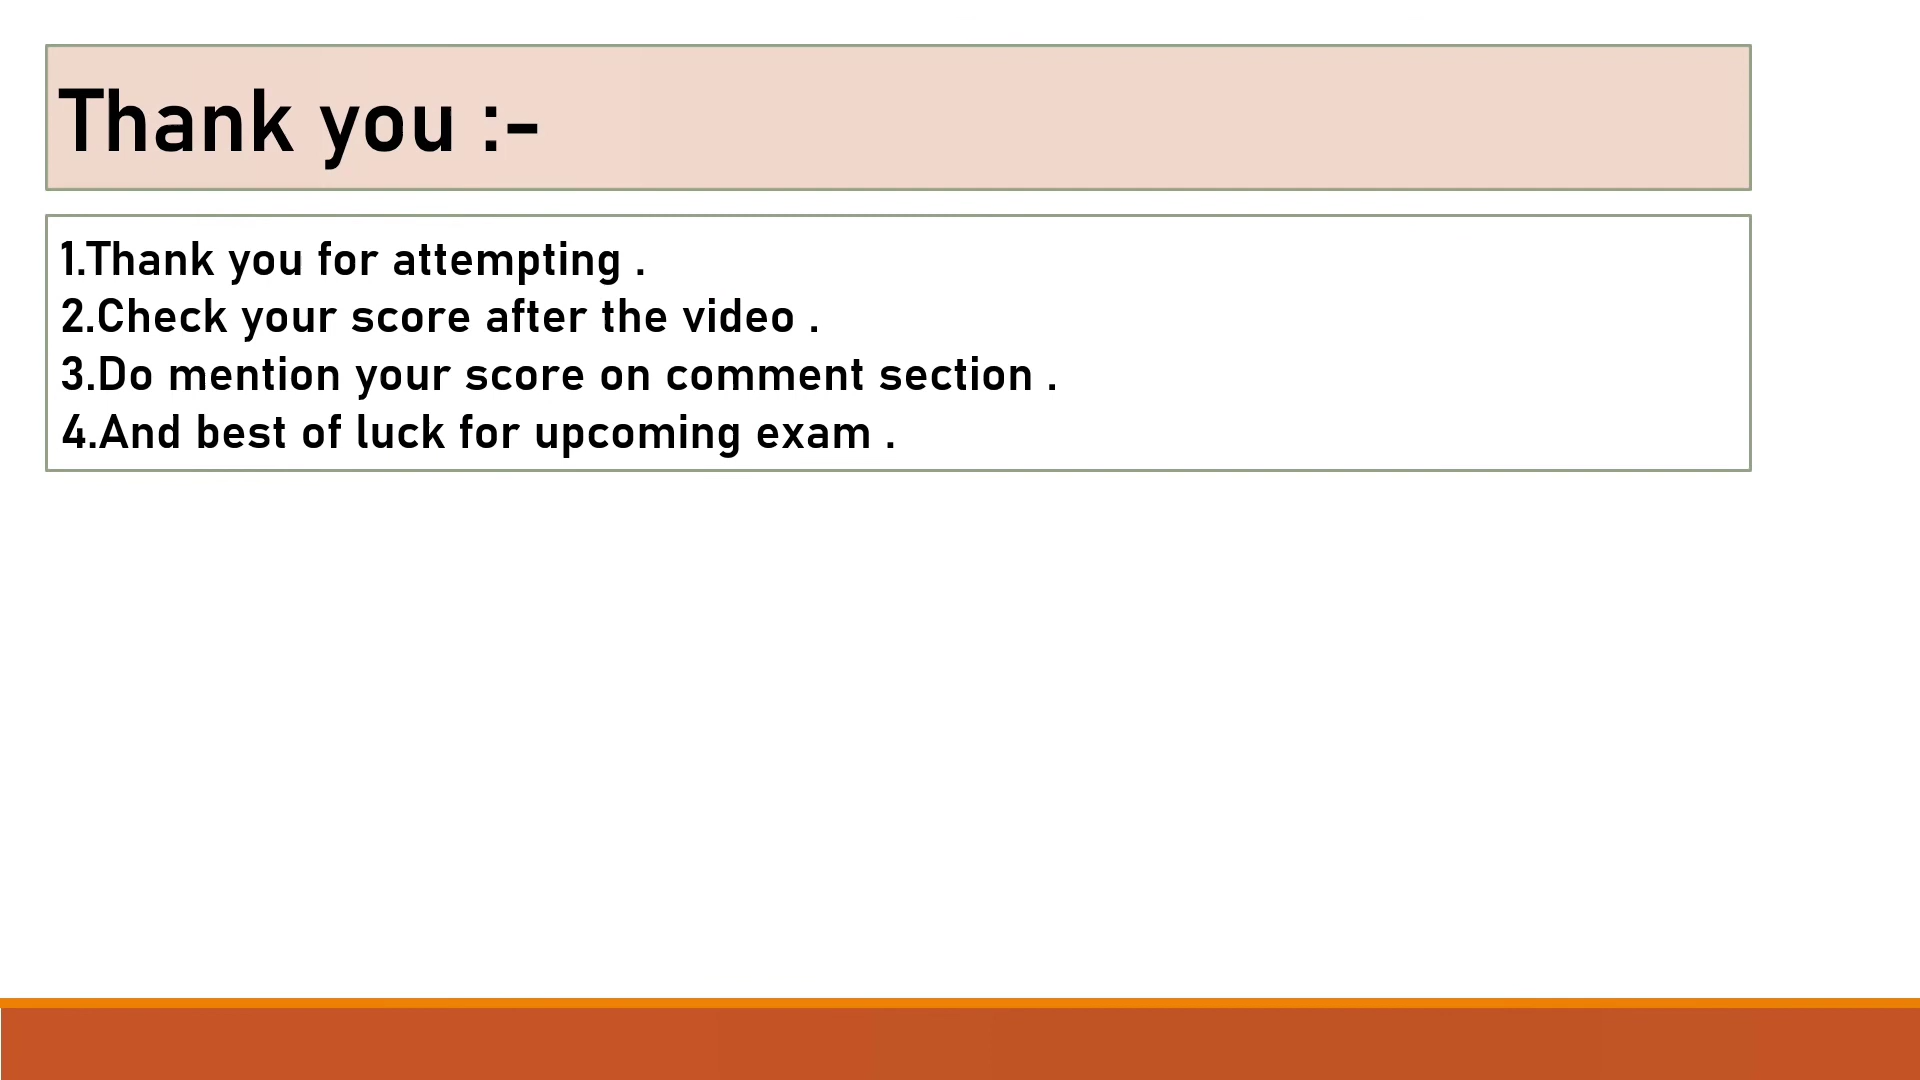 Thank you :-
1.Thank you for attempting .
2.Check your score after the video .
3.Do mention your score on comment section .
4.And best of luck for upcoming exam .